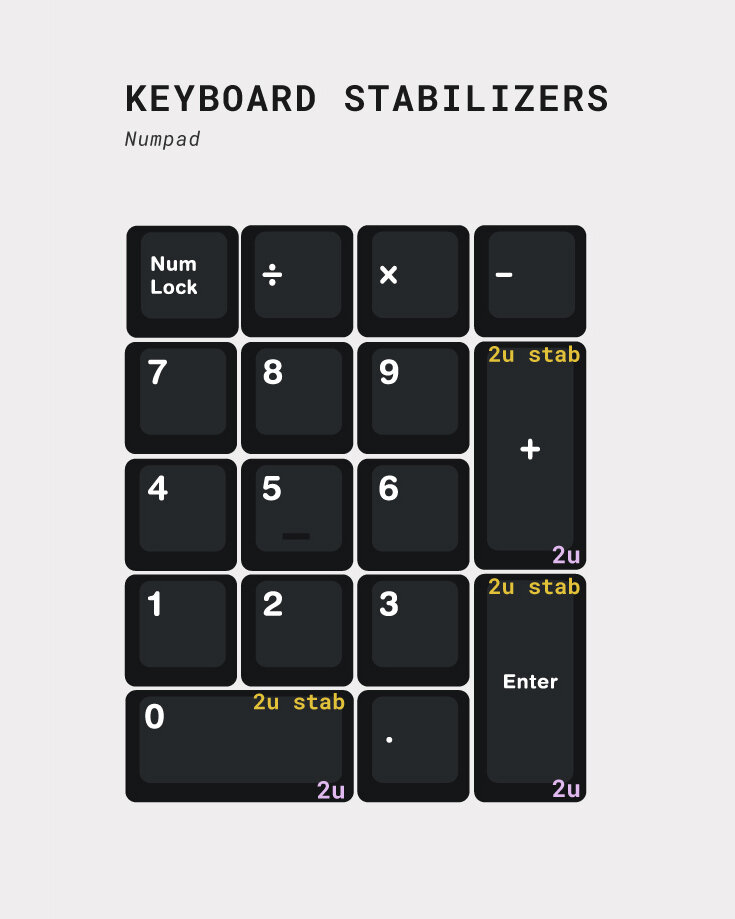 KEYBOARD STABILIZERS
Numpad
Num
Lock
÷
×
−
7
8
9
2u stab
+
2u
4
5
6
1
2
3
2u stab
Enter
2u
0
2u stab
2u
.